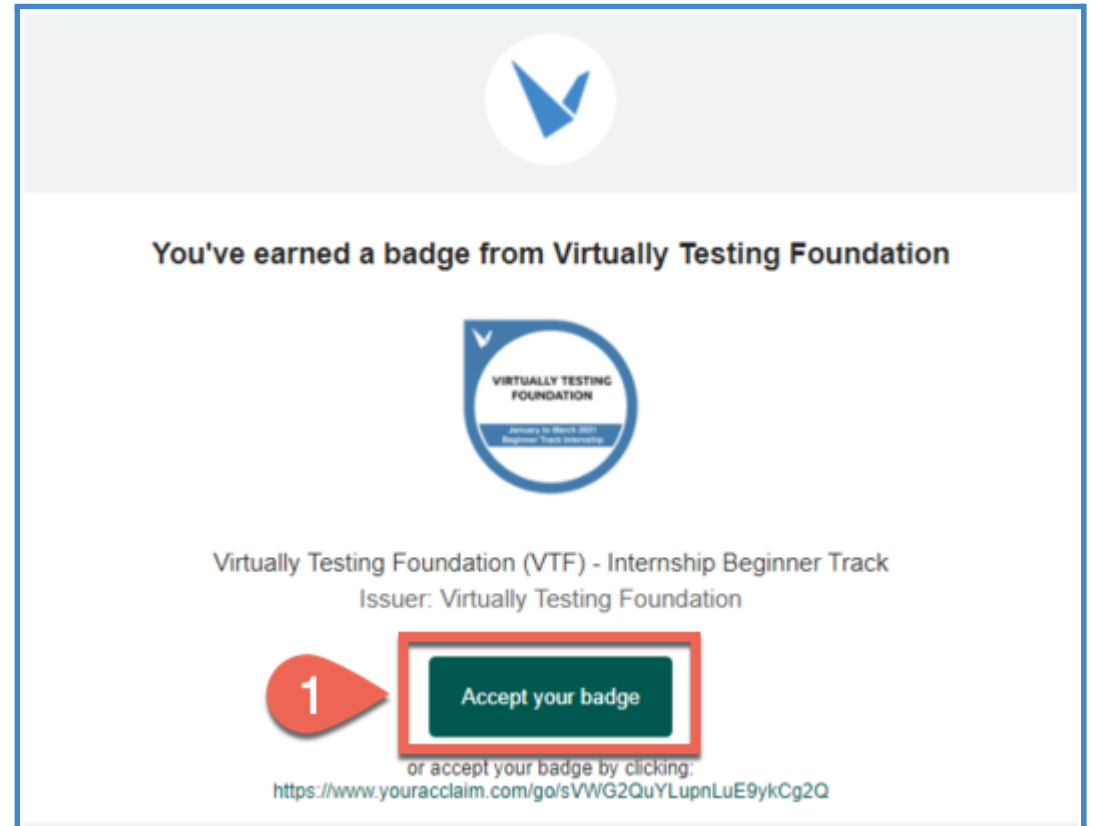 You've earned a badge from Virtually Testing Foundation
VIRTUALLY TESTING
FOUNDATION
January to March 2021
Beginner Track Internship
Virtually Testing Foundation (VTF) - Internship Beginner Track
Issuer: Virtually Testing Foundation
1
Accept your badge
or accept your badge by clicking:
https://www.youracclaim.com/go/sVWG2QuYLupnLuE9ykCg2Q